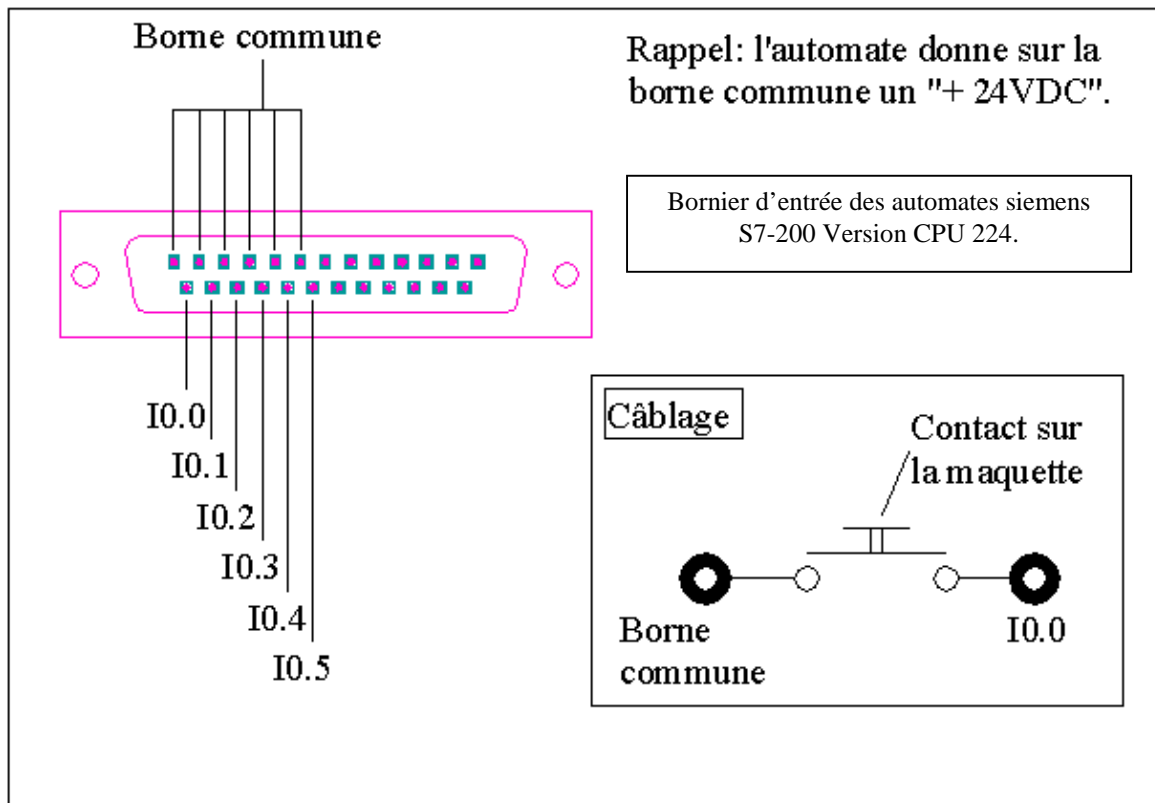 Borne commune
Rappel: l'automate donne sur la
borne commune un "+ 24VDC".
Bornier d'entrée des automates siemens
S7-200 Version CPU 224.
I0.0
I0.1
I0.2
I0.3
I0.4
I0.5
Câblage
Contact sur
la maquette
Borne
commune
I0.0